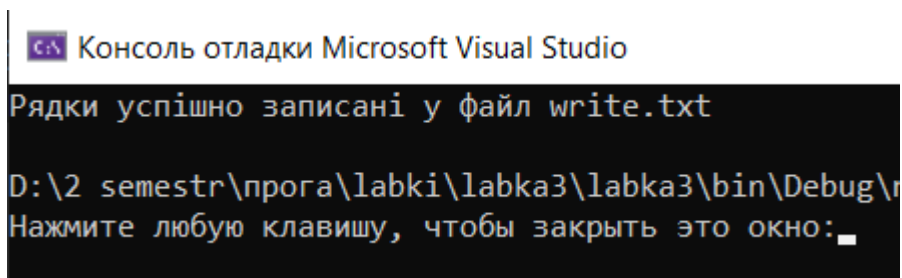 Консоль отладки Microsoft Visual Studio
Рядки успішно записані у файл write.txt
D:\2 semestr\прога\labki\labka3\labka3\bin\Debug\
Нажмите любую клавишу, чтобы закрыть это окно: